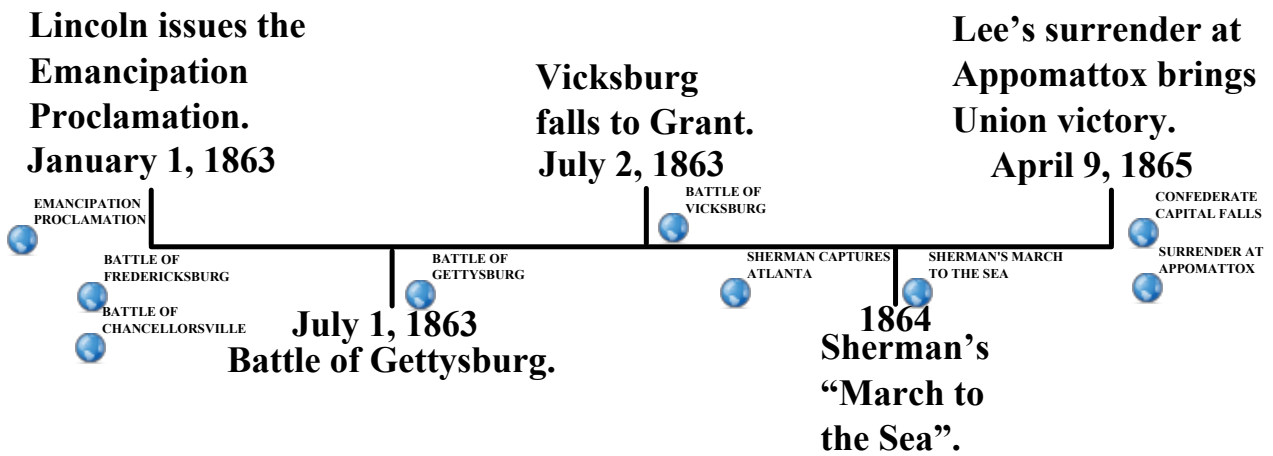 Lincoln issues the
Emancipation
Proclamation.
January 1, 1863
EMANCIPATION
PROCLAMATION
BATTLE OF
FREDERICKSBURG
BATTLE OF
CHANCELLORSVILLE
July 1, 1863
Battle of Gettysburg.
BATTLE OF
GETTYSBURG
Vicksburg
falls to Grant.
July 2, 1863
BATTLE OF
VICKSBURG
SHERMAN CAPTURES
ATLANTA
1864
Sherman’s
“March to
the Sea”.
SHERMAN'S MARCH
TO THE SEA
Lee’s surrender at
Appomattox brings
Union victory.
April 9, 1865
CONFEDERATE
CAPITAL FALLS
SURRENDER AT
APPOMATTOX